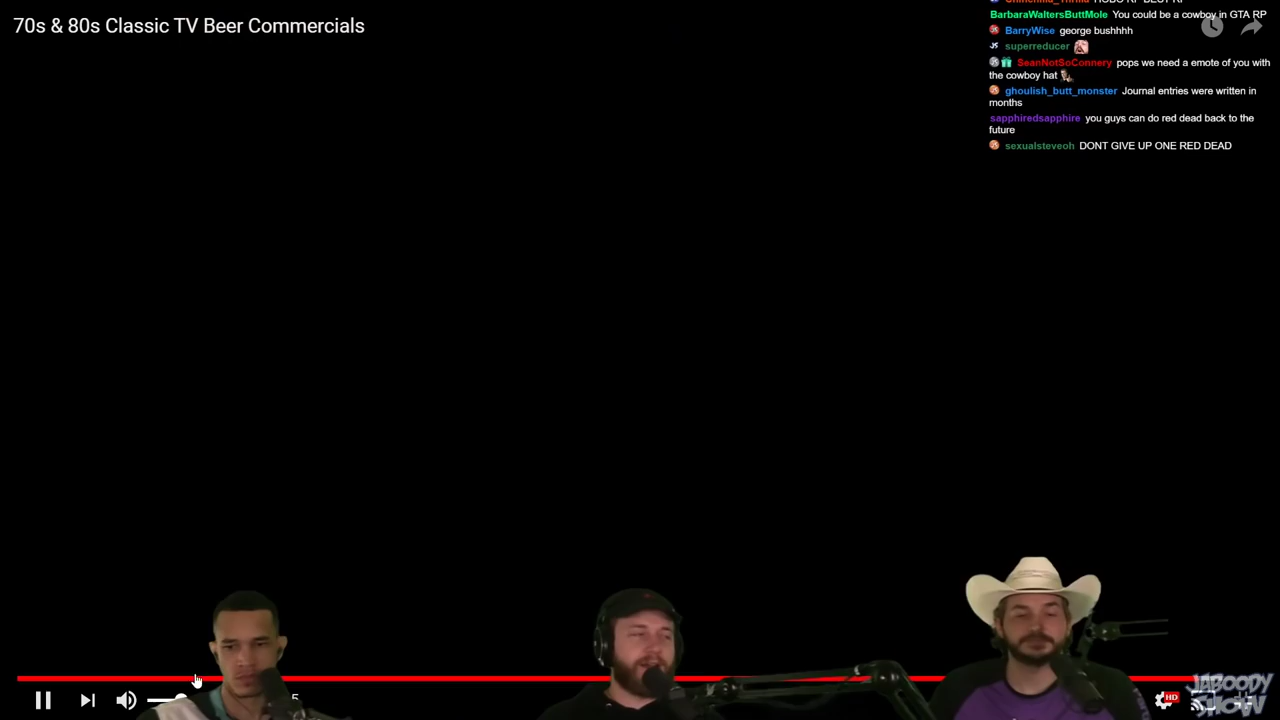 70s & 80s Classic TV Beer Commercials
BarbaraWaltersButtMole You could be a cowboy in GTA RP
BarryWise george bushhhh
superreducer
SeanNotSoConnery pops we need a emote of you with
the cowboy hat
ghoulish_butt_monster Journal entries were written in
months
sapphiredsapphire you guys can do red dead back to the
future
sexualsteveoh DONT GIVE UP ONE RED DEAD
5
HD
JABOODY
SHOW